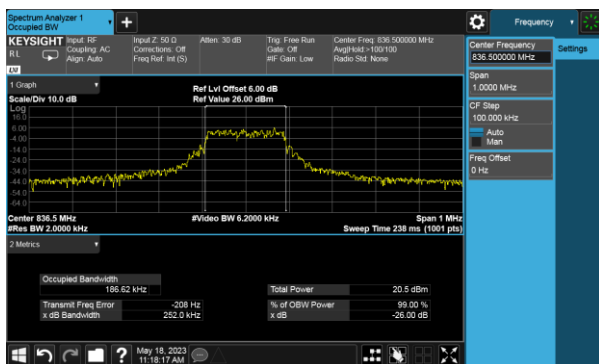 Spectrum Analyzer 1
Occupied BW
Frequency
KEYSIGHT
Input: RF
Input Z: 50 Ω
Atten: 30 dB
Trig: Free Run
Center Freq: 836.500000 MHz
RL
Coupling: AC
Corrections: Off
Gate: Off
Avg|Hold:>100/100
Align: Auto
Freq Ref: Int (S)
#IF Gain: Low
Radio Std: None
LXI
Center Frequency
836.500000 MHz
Settings
Span
1.0000 MHz
CF Step
100.000 kHz
Auto
Man
Freq Offset
0 Hz
1 Graph
Ref Lvl Offset 6.00 dB
Scale/Div 10.0 dB
Ref Value 26.00 dBm
Log
16.0
6.00
-4.00
-14.0
-24.0
-34.0
-44.0
-54.0
-64.0
Center 836.5 MHz
#Video BW 6.2000 kHz
Span 1 MHz
#Res BW 2.0000 kHz
Sweep Time 238 ms (1001 pts)
2 Metrics
Occupied Bandwidth
186.62 kHz
Total Power
20.5 dBm
Transmit Freq Error
-208 Hz
% of OBW Power
99.00 %
x dB Bandwidth
252.0 kHz
x dB
-26.00 dB
May 18, 2023
11:18:17 AM